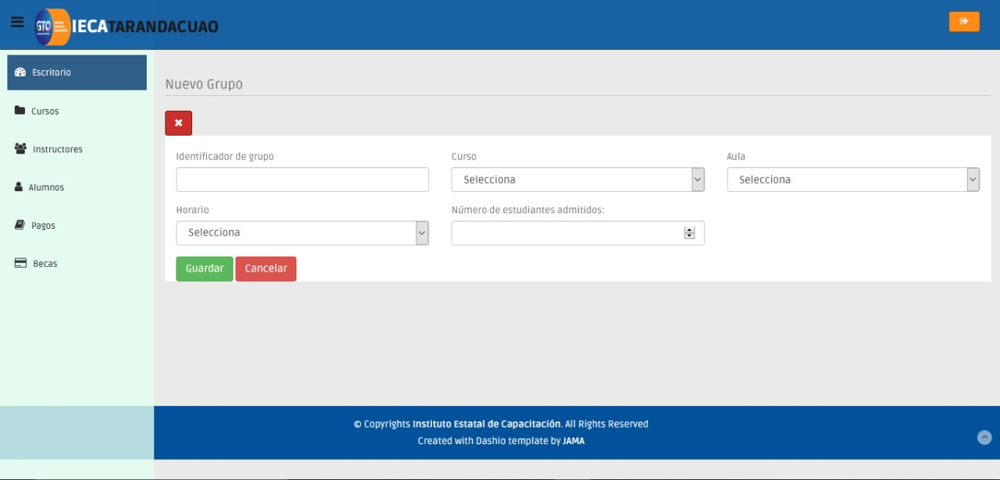 GTO
IECATARANDACUAO
Escritorio
Cursos
Instructores
Alumnos
Pagos
Becas
Nuevo Grupo
Identificador de grupo
Curso
Aula
Selecciona
Selecciona
Horario
Número de estudiantes admitidos:
Selecciona
Guardar Cancelar
© Copyrights Instituto Estatal de Capacitación. All Rights Reserved
Created with Dashio template by JAMA